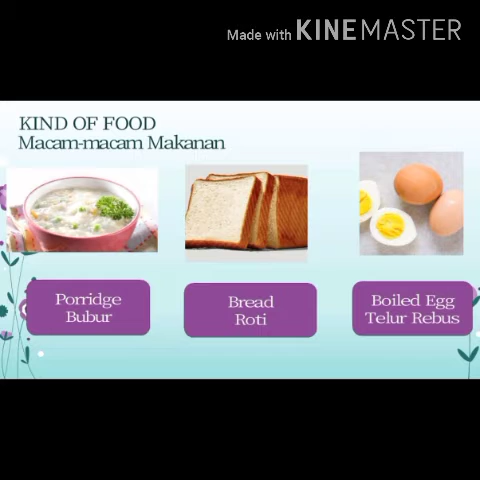 Made with KINEMASTER
KIND OF FOOD
Macam-macam Makanan
Porridge
Bubur
Bread
Roti
Boiled Egg
Telur Rebus